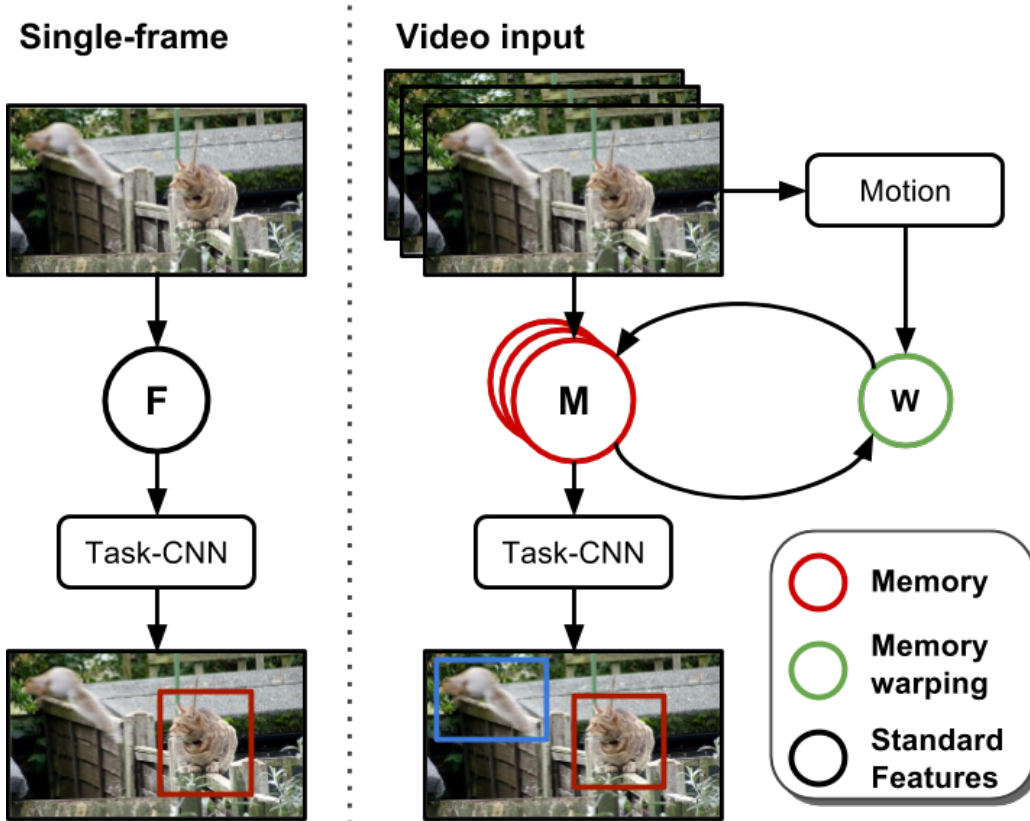 Single-frame
Video input
Motion
F
M
W
Task-CNN
Task-CNN
Memory
Memory
warping
Standard
Features